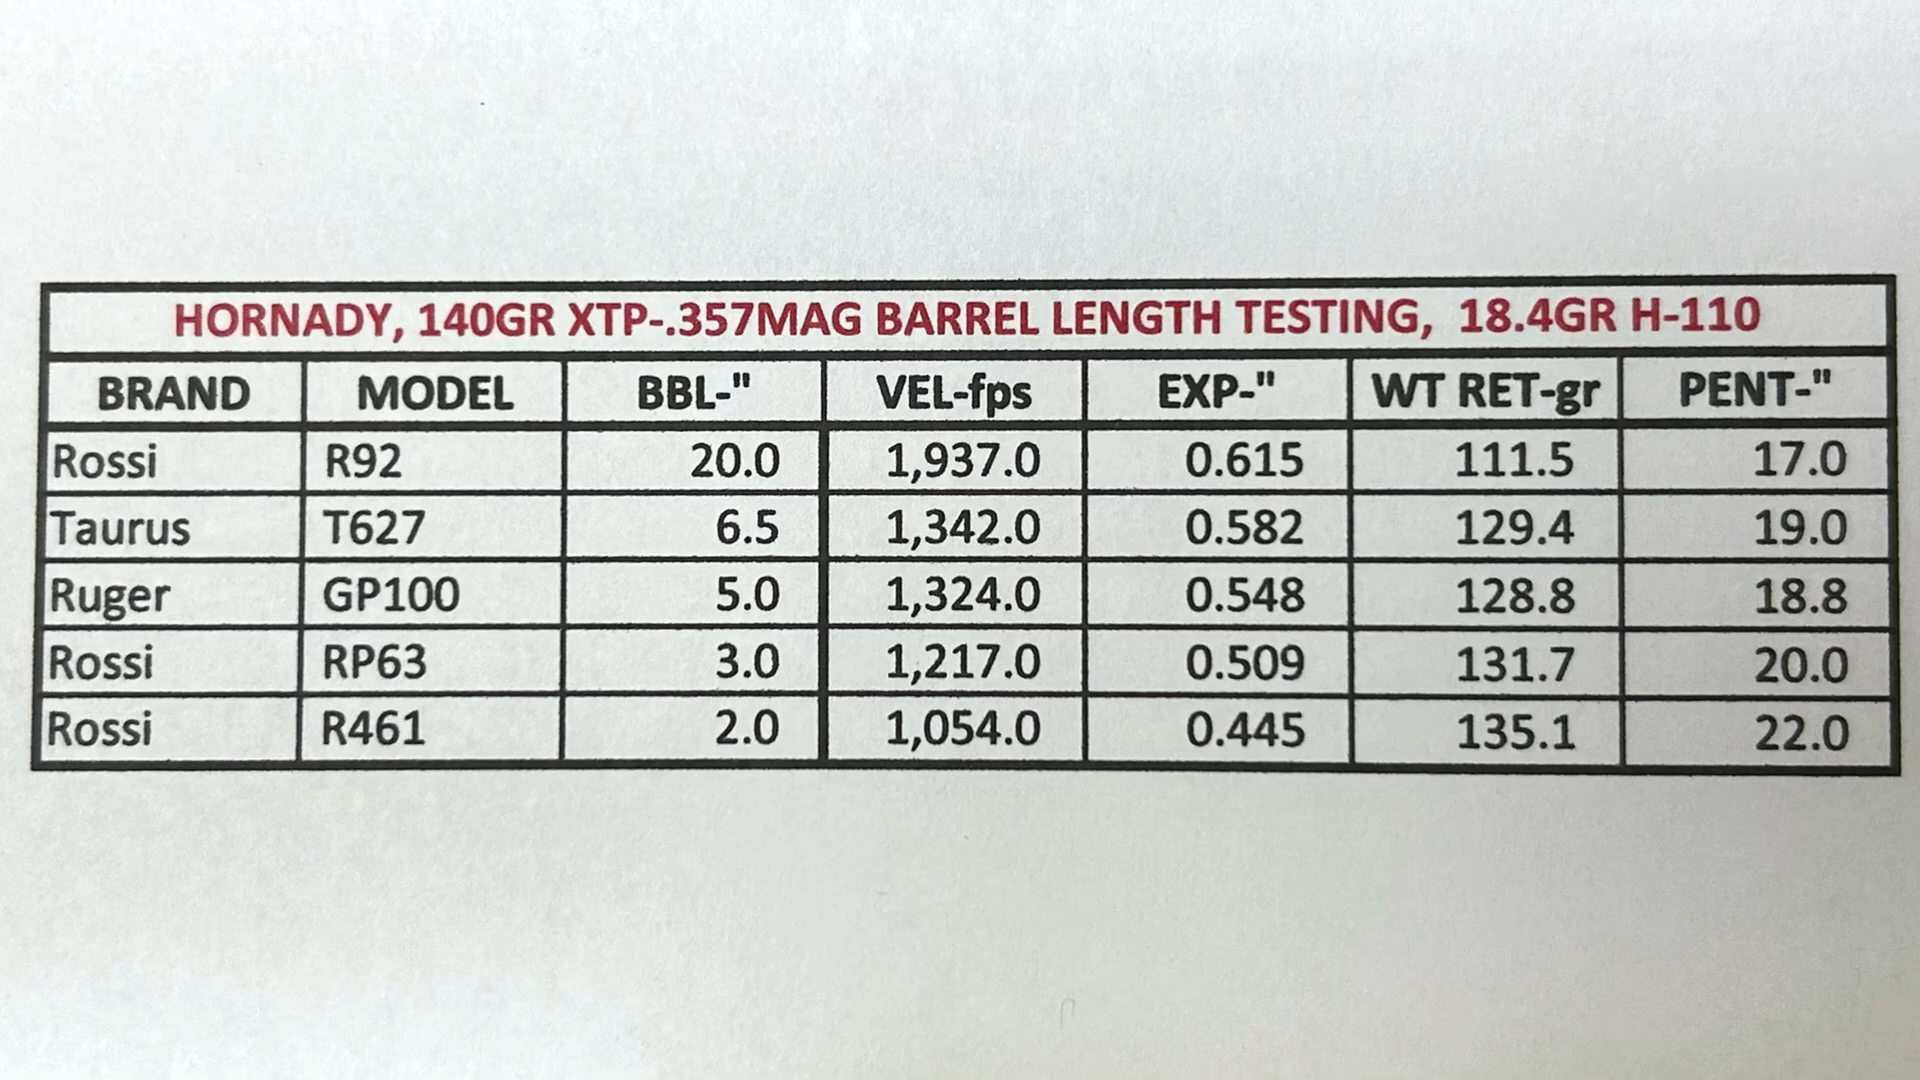 HORNADY, 140GR XTP-.357MAG BARREL LENGTH TESTING, 18.4GR H-110
BRAND MODEL BBL-" VEL-fps EXP-" WT RET-gr PENT-"
Rossi R92 20.0 1,937.0 0.615 111.5 17.0
Taurus T627 6.5 1,342.0 0.582 129.4 19.0
Ruger GP100 5.0 1,324.0 0.548 128.8 18.8
Rossi RP63 3.0 1,217.0 0.509 131.7 20.0
Rossi R461 2.0 1,054.0 0.445 135.1 22.0